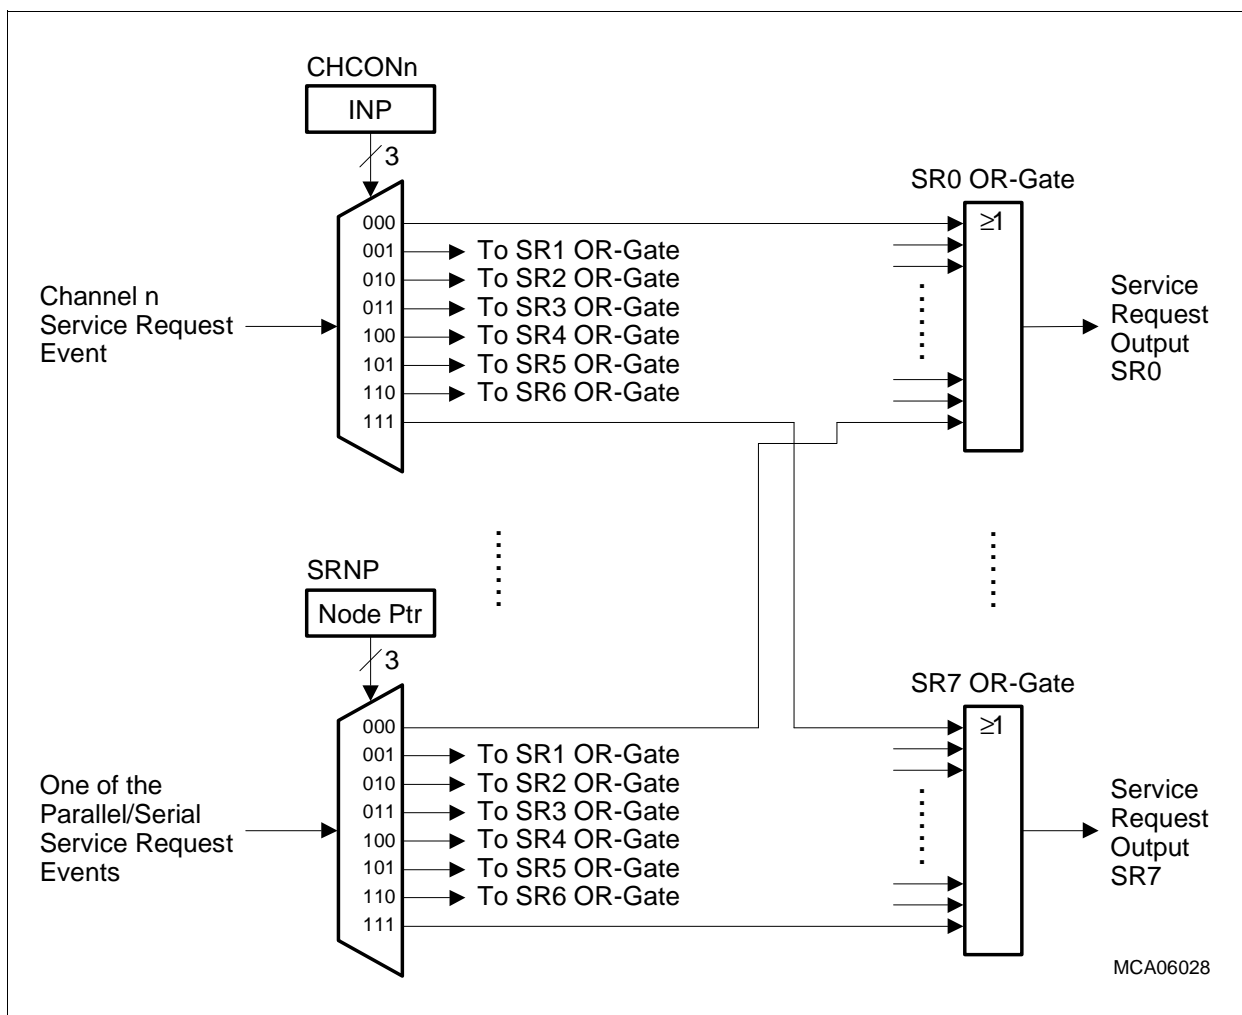 CHCONn
INP
3
SR0 OR-Gate
≥1
000
001 To SR1 OR-Gate
010 To SR2 OR-Gate
011 To SR3 OR-Gate
100 To SR4 OR-Gate
101 To SR5 OR-Gate
110 To SR6 OR-Gate
111
Channel n
Service Request
Event
Service
Request
Output
SR0
SRNP
Node Ptr
3
SR7 OR-Gate
≥1
000
001 To SR1 OR-Gate
010 To SR2 OR-Gate
011 To SR3 OR-Gate
100 To SR4 OR-Gate
101 To SR5 OR-Gate
110 To SR6 OR-Gate
111
One of the
Parallel/Serial
Service Request
Events
Service
Request
Output
SR7
MCA06028